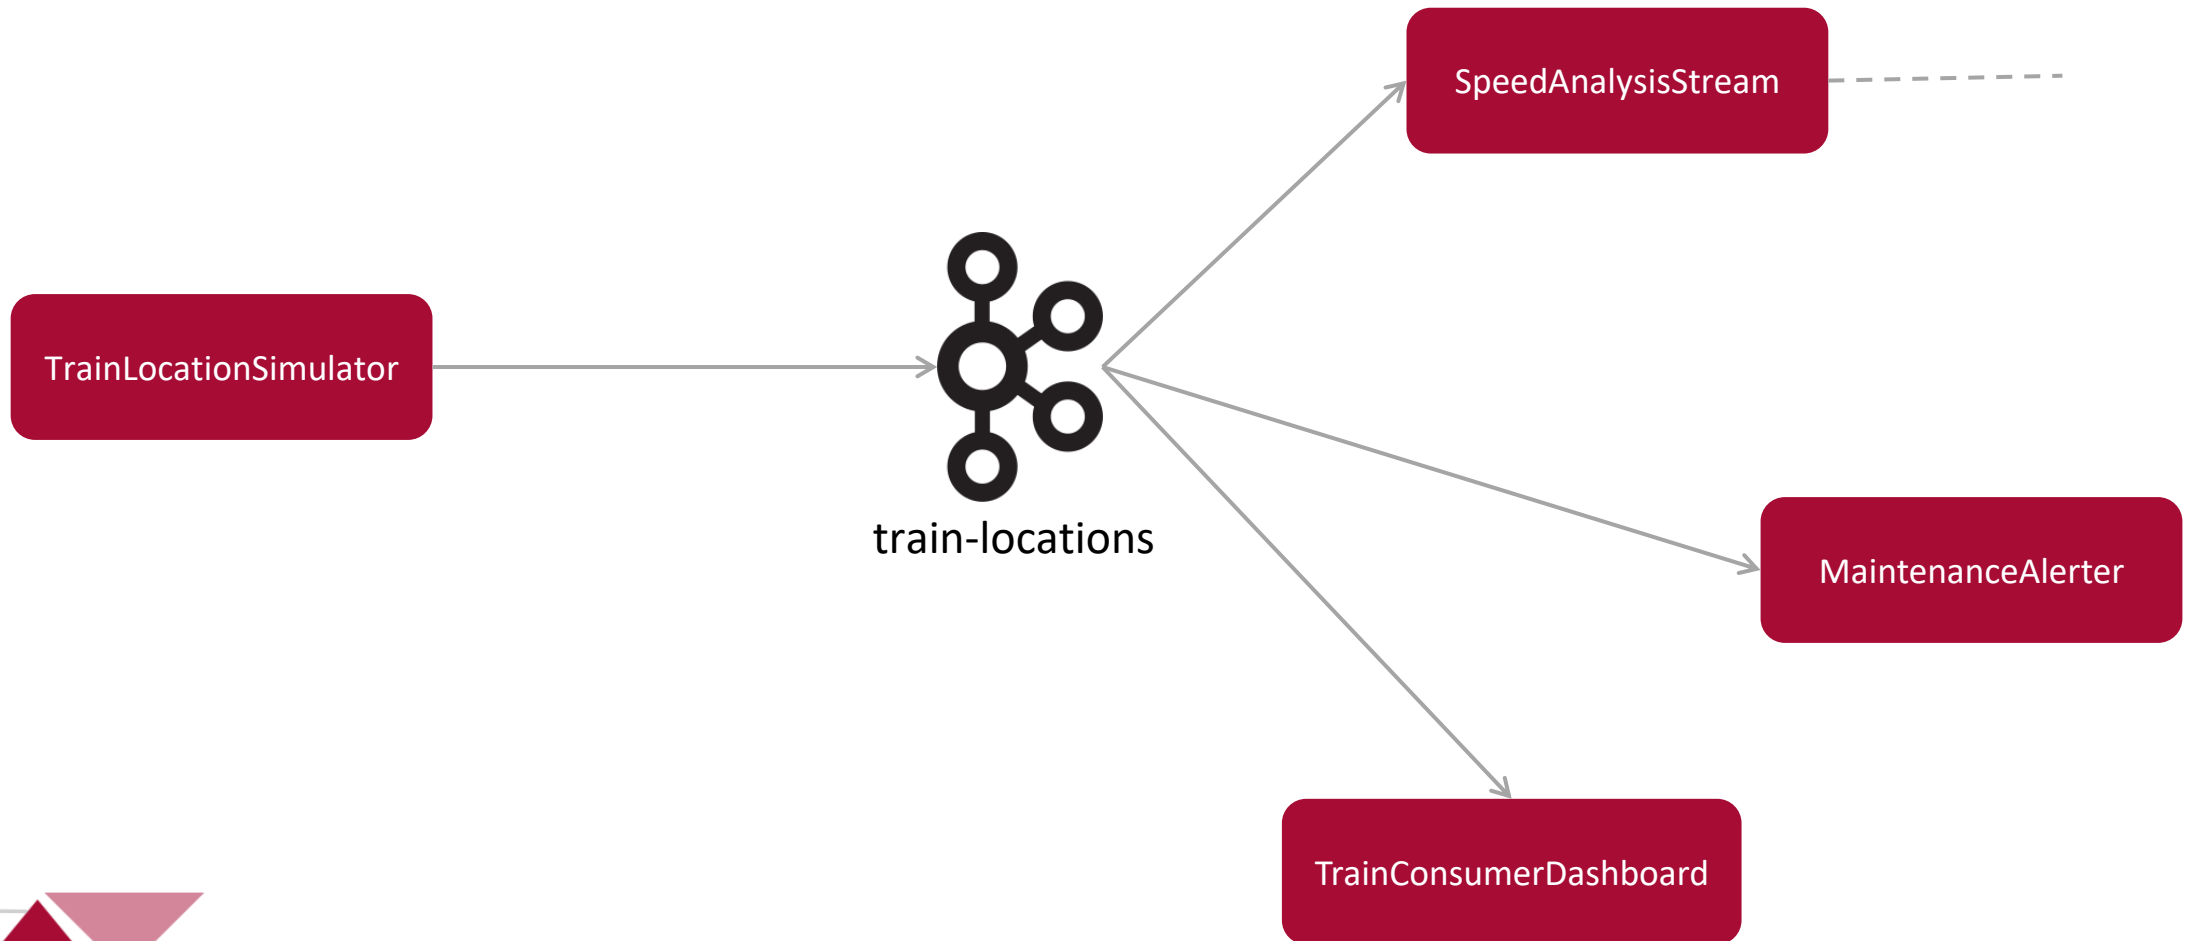 SpeedAnalysisStream
TrainLocationSimulator
train-locations
MaintenanceAlerter
TrainConsumerDashboard